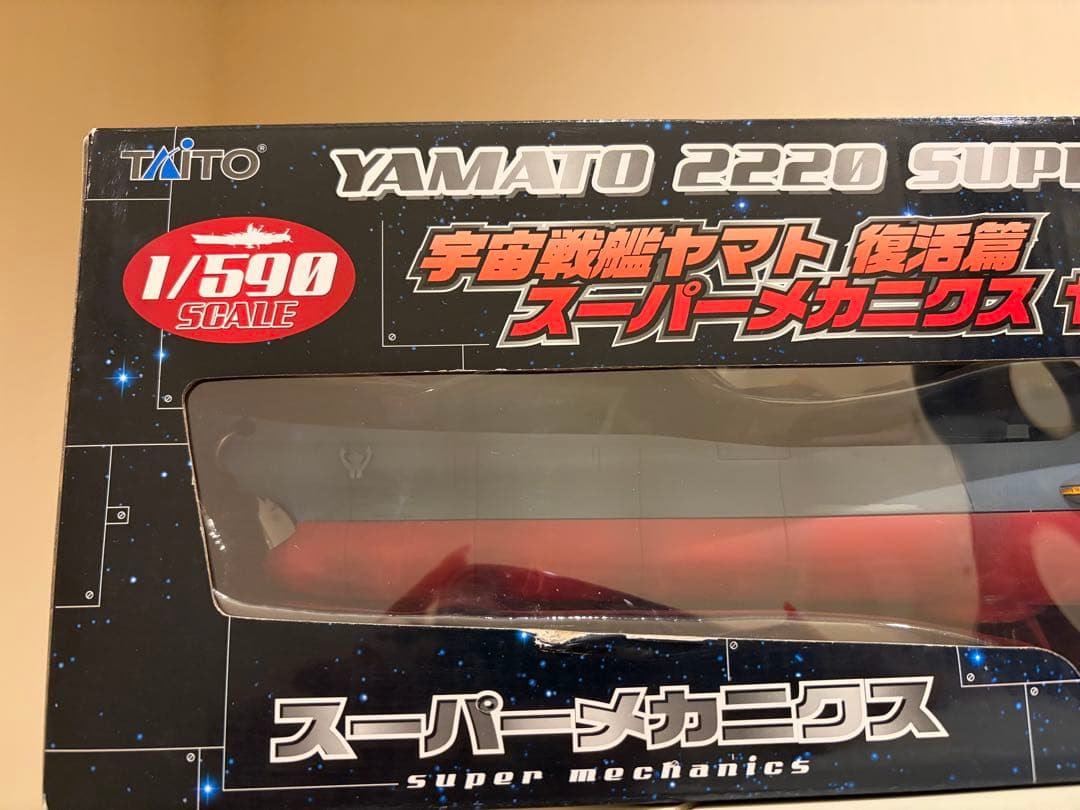 TAITO®
YAMATO 2220 SUP
1/590
SCALE
宇宙戦艦ヤマト 復活篇
スーパーメカニクス
スーパーメカニクス
super mechanics